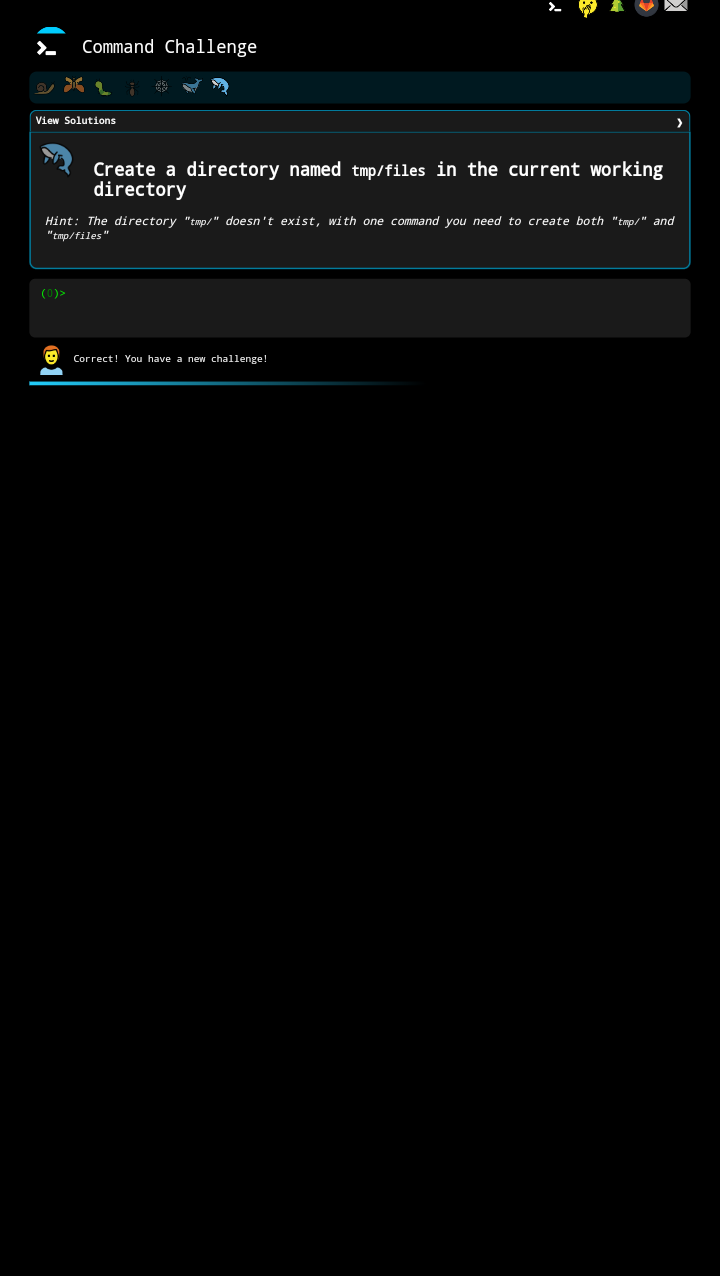 Command Challenge
View Solutions
Create a directory named tmp/files in the current working
directory
Hint: The directory "tmp/" doesn't exist, with one command you need to create both "tmp/" and
"tmp/files"
(0)>
Correct! You have a new challenge!